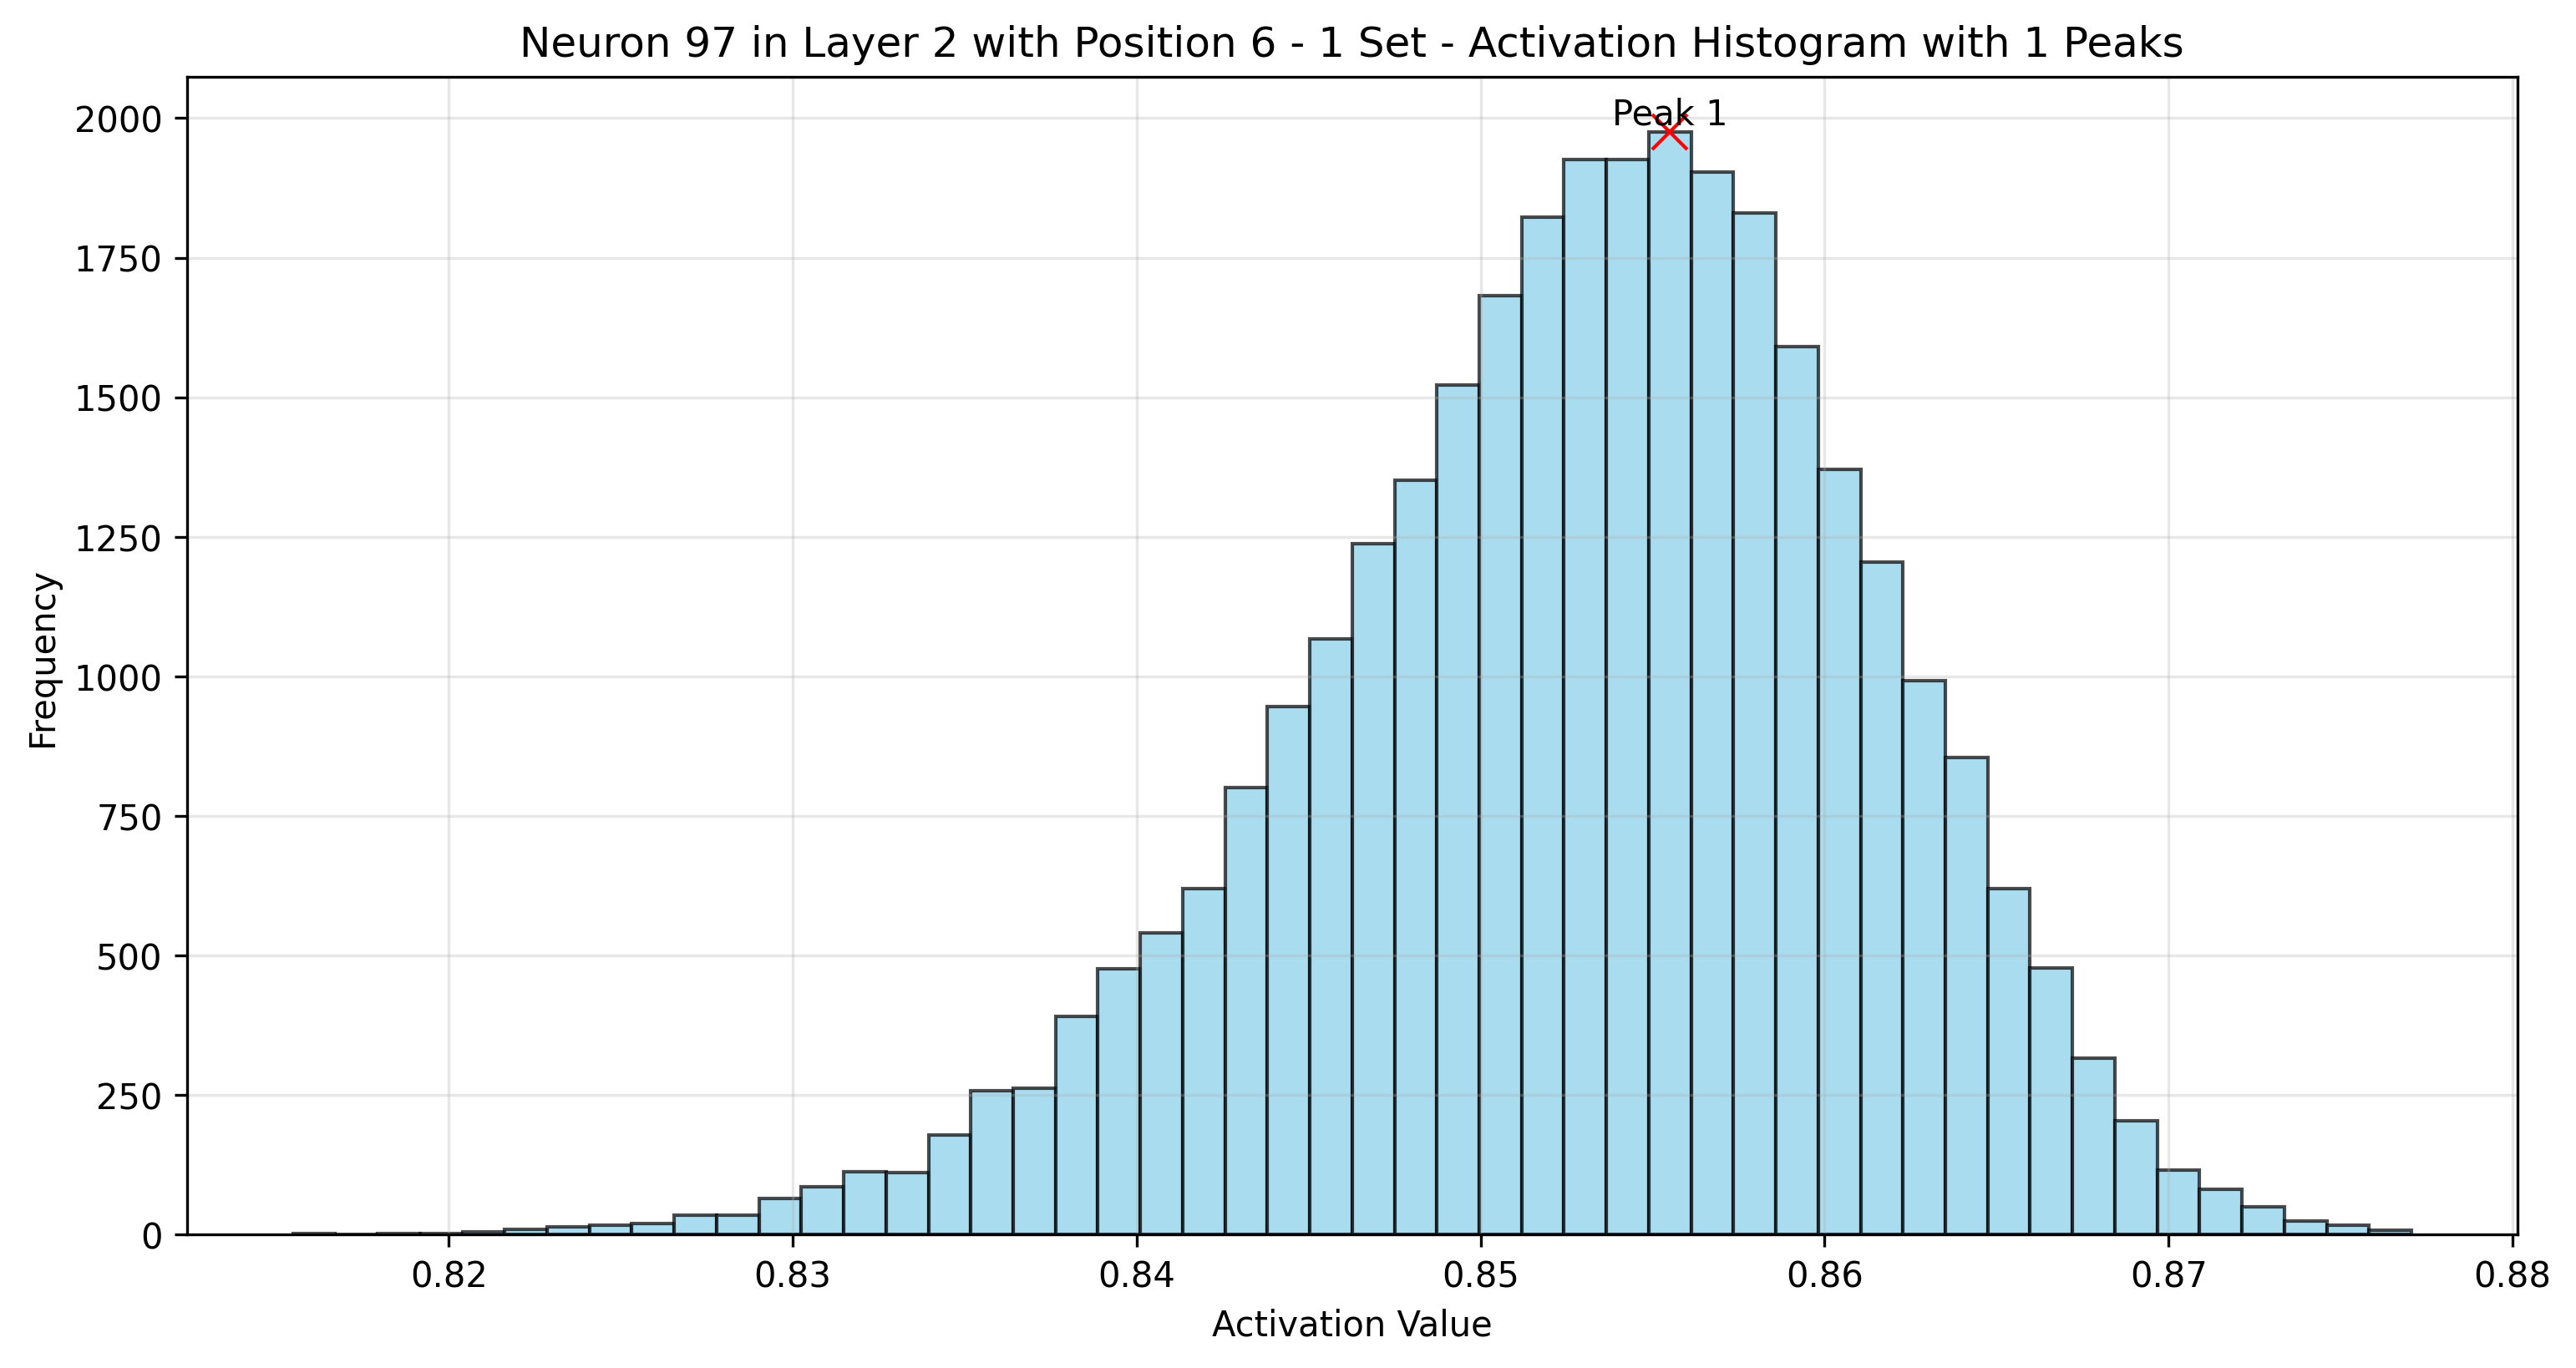 Neuron 97 in Layer 2 with Position 6 - 1 Set - Activation Histogram with 1 Peaks
Peak 1
2000
1750
1500
1250
1000
750
500
250
0
Frequency
0.82 0.83 0.84 0.85 0.86 0.87 0.88
Activation Value